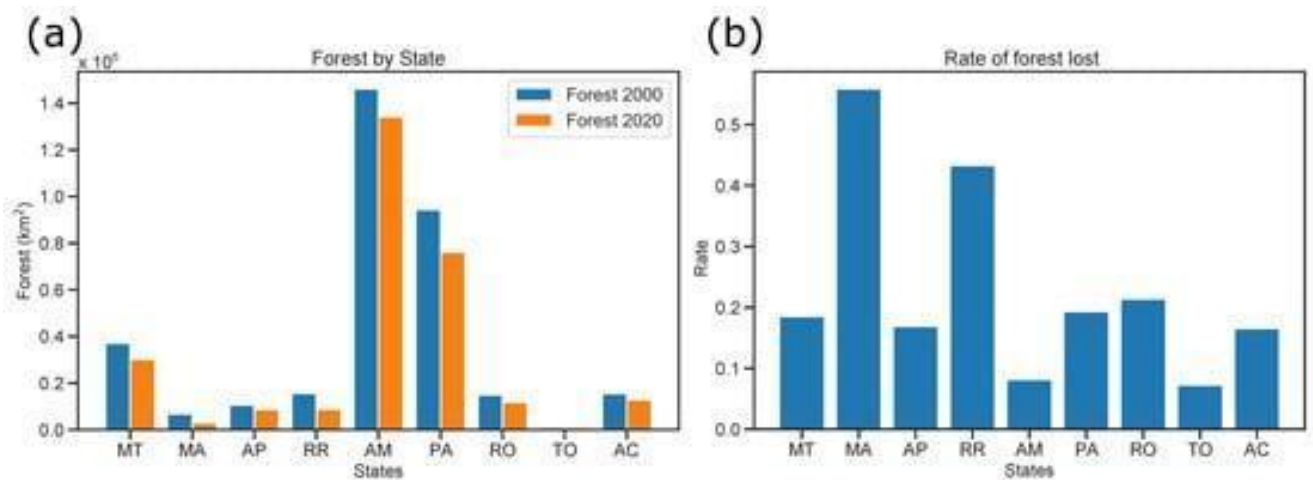 (a)
Forest by State
x 10⁶
Forest (km²)
1.4
1.2
1.0
0.8
0.6
0.4
0.2
0.0
Forest 2000
Forest 2020
MT MA AP RR AM PA RO TO AC
States
(b)
Rate of forest lost
Rate
0.5
0.4
0.3
0.2
0.1
0.0
MT MA AP RR AM PA RO TO AC
States